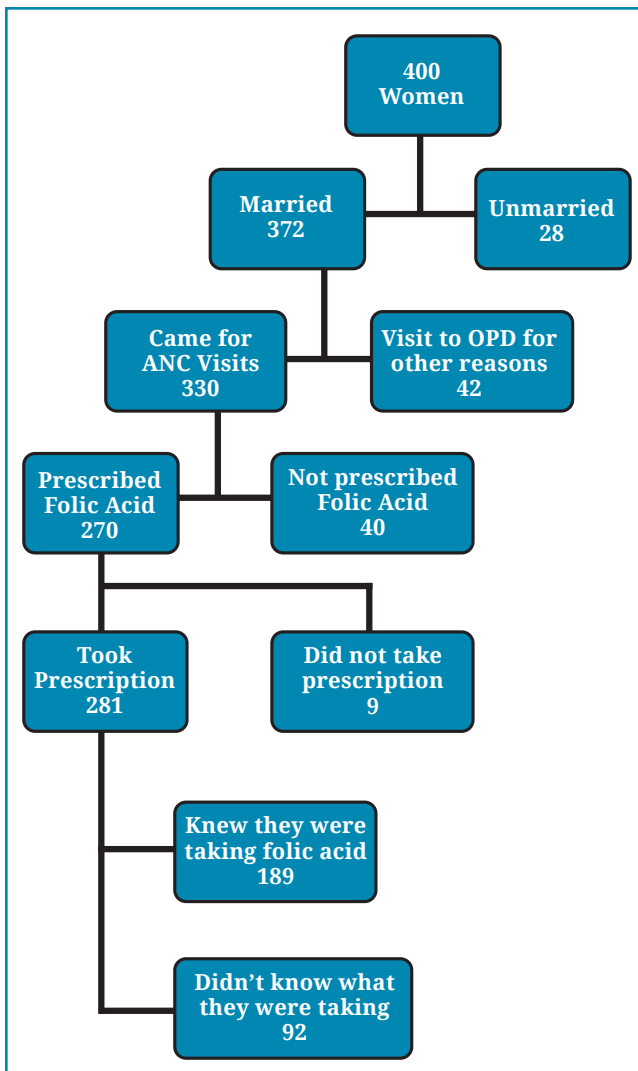 400
Women
Married
372
Unmarried
28
Came for
ANC Visits
330
Visit to OPD for
other reasons
42
Prescribed
Folic Acid
270
Not prescribed
Folic Acid
40
Took
Prescription
281
Did not take
prescription
9
Knew they were
taking folic acid
189
Didn’t know what
they were taking
92